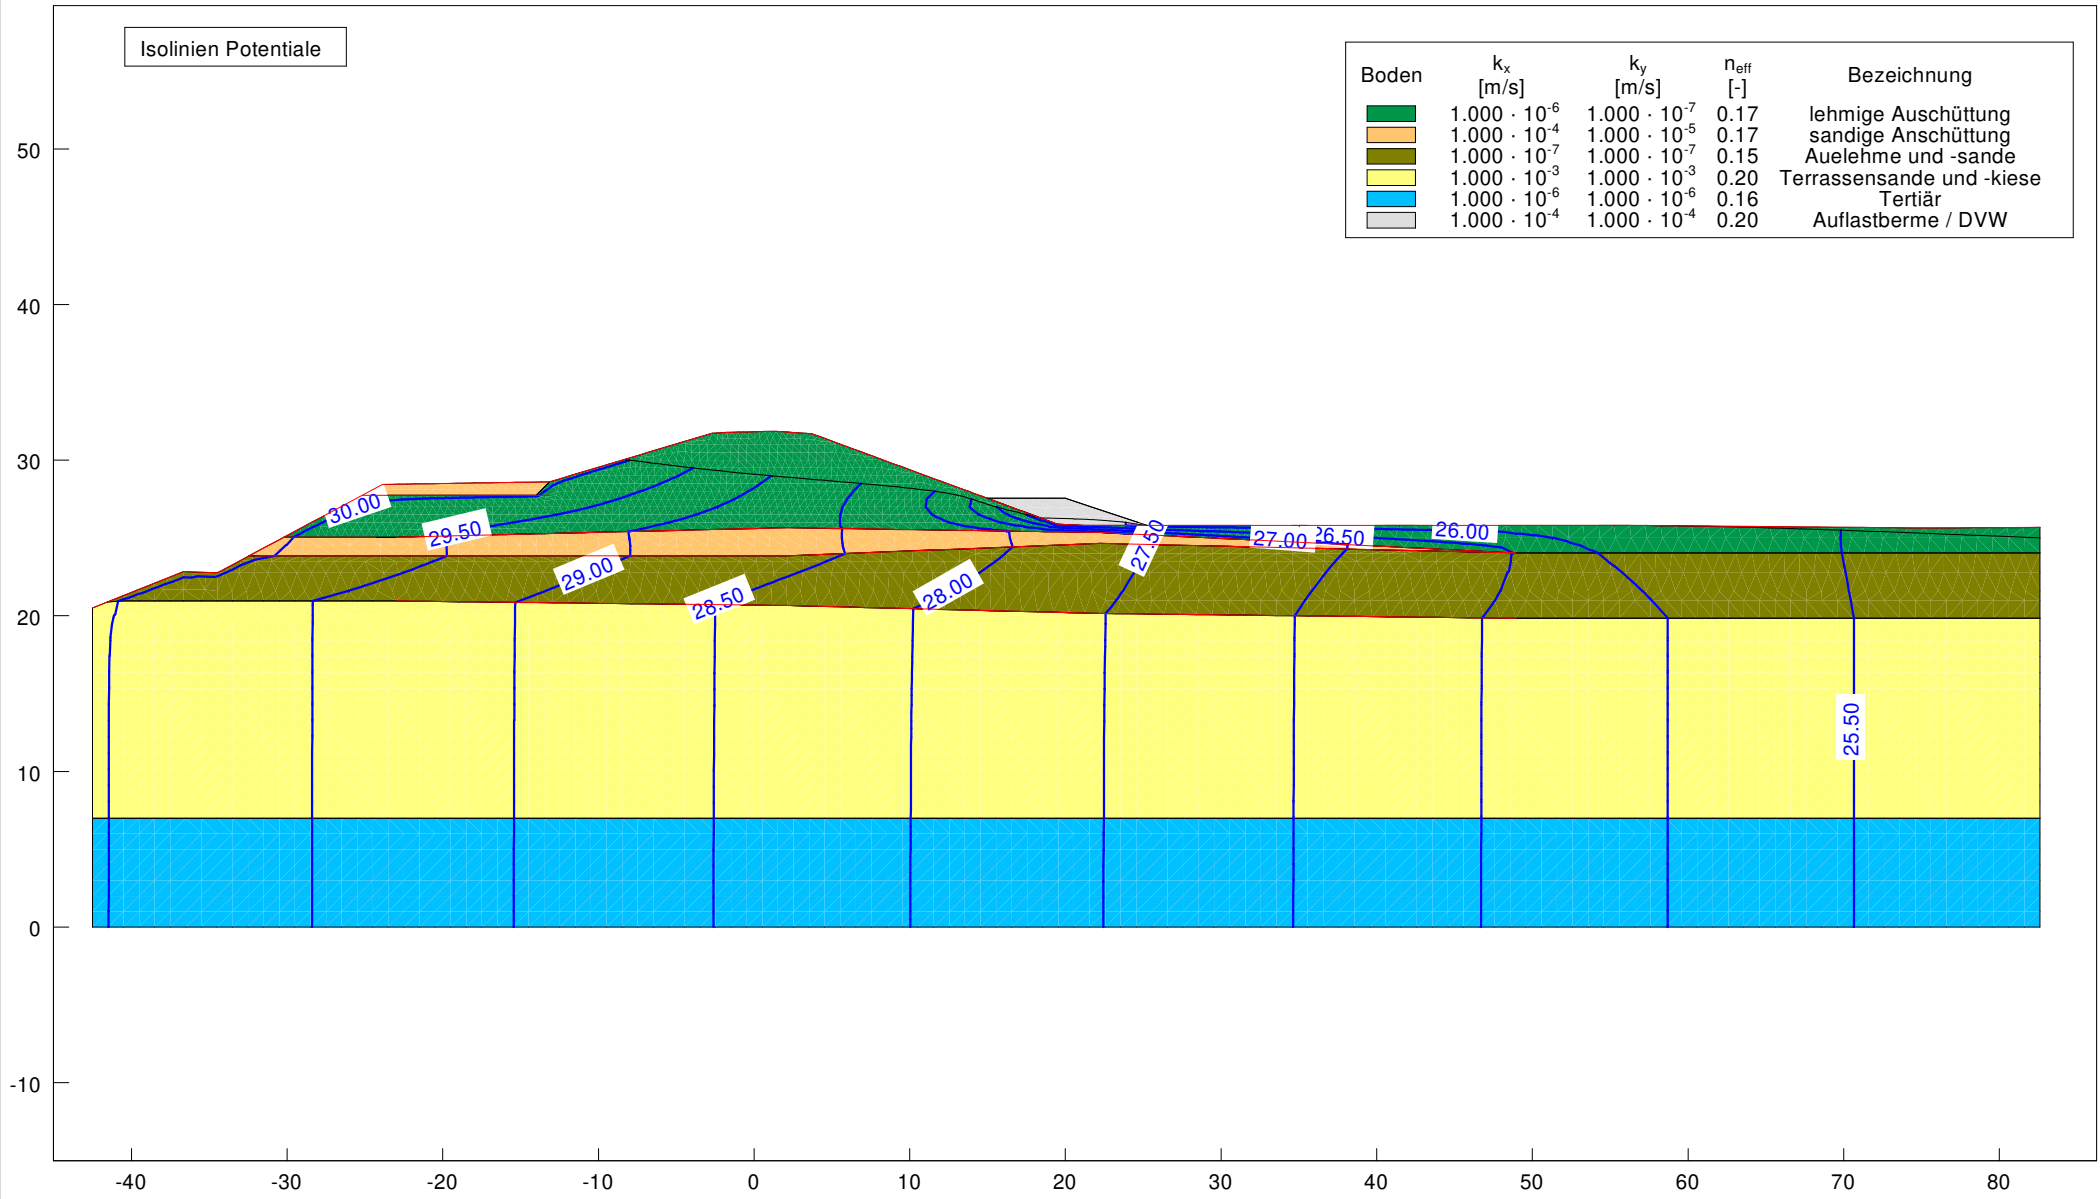 Isolinien Potentiale
Boden kx [m/s] ky [m/s] neff [-] Bezeichnung
1.000 · 10-6 1.000 · 10-7 0.17 lehmige Auschüttung
1.000 · 10-4 1.000 · 10-5 0.17 sandige Anschüttung
1.000 · 10-7 1.000 · 10-7 0.15 Auelehme und -sande
1.000 · 10-3 1.000 · 10-3 0.20 Terrassensande und -kiese
1.000 · 10-6 1.000 · 10-6 0.16 Tertiär
1.000 · 10-4 1.000 · 10-4 0.20 Auflastberme / DVW
50
40
30
20
10
0
-10
30.00
29.50
29.00
28.50
28.00
27.50
27.00
26.50
26.00
25.50
-40 -30 -20 -10 0 10 20 30 40 50 60 70 80